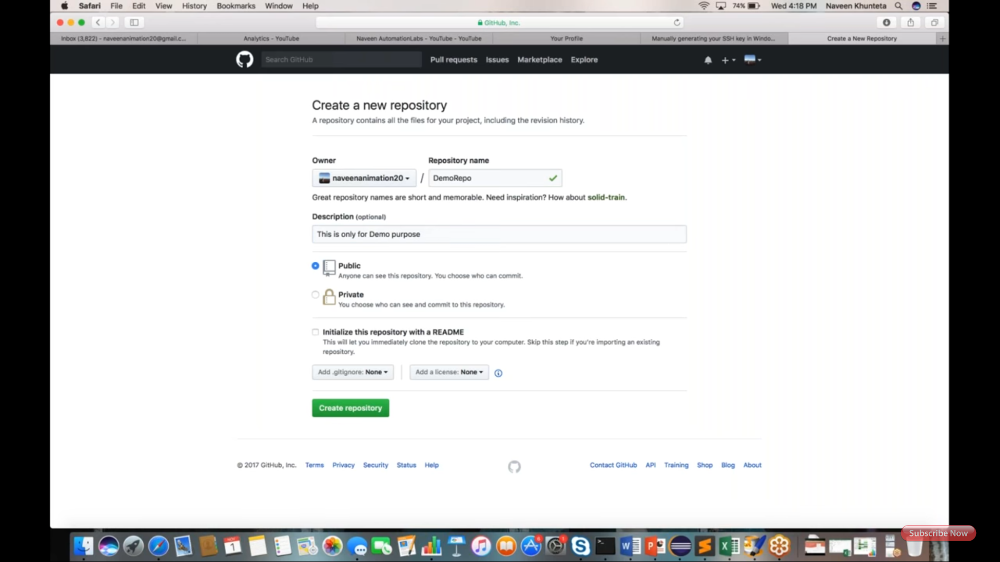 Safari File Edit View History Bookmarks Window Help 74% Wed 4:18 PM Naveen Khunteta
GitHub, Inc.
Inbox (3,822) - naveenanimation20@gmail.c... Analytics - YouTube Naveen AutomationLabs - YouTube - YouTube Your Profile Manually generating your SSH key in Windo... Create a New Repository
Search GitHub Pull requests Issues Marketplace Explore
Create a new repository
A repository contains all the files for your project, including the revision history.
Owner Repository name
naveenanimation20 / DemoRepo
Great repository names are short and memorable. Need inspiration? How about solid-train.
Description (optional)
This is only for Demo purpose
Public
Anyone can see this repository. You choose who can commit.
Private
You choose who can see and commit to this repository.
Initialize this repository with a README
This will let you immediately clone the repository to your computer. Skip this step if you're importing an existing
repository.
Add .gitignore: None Add a license: None
Create repository
© 2017 GitHub, Inc. Terms Privacy Security Status Help Contact GitHub API Training Shop Blog About
Subscribe Now
NOV
1